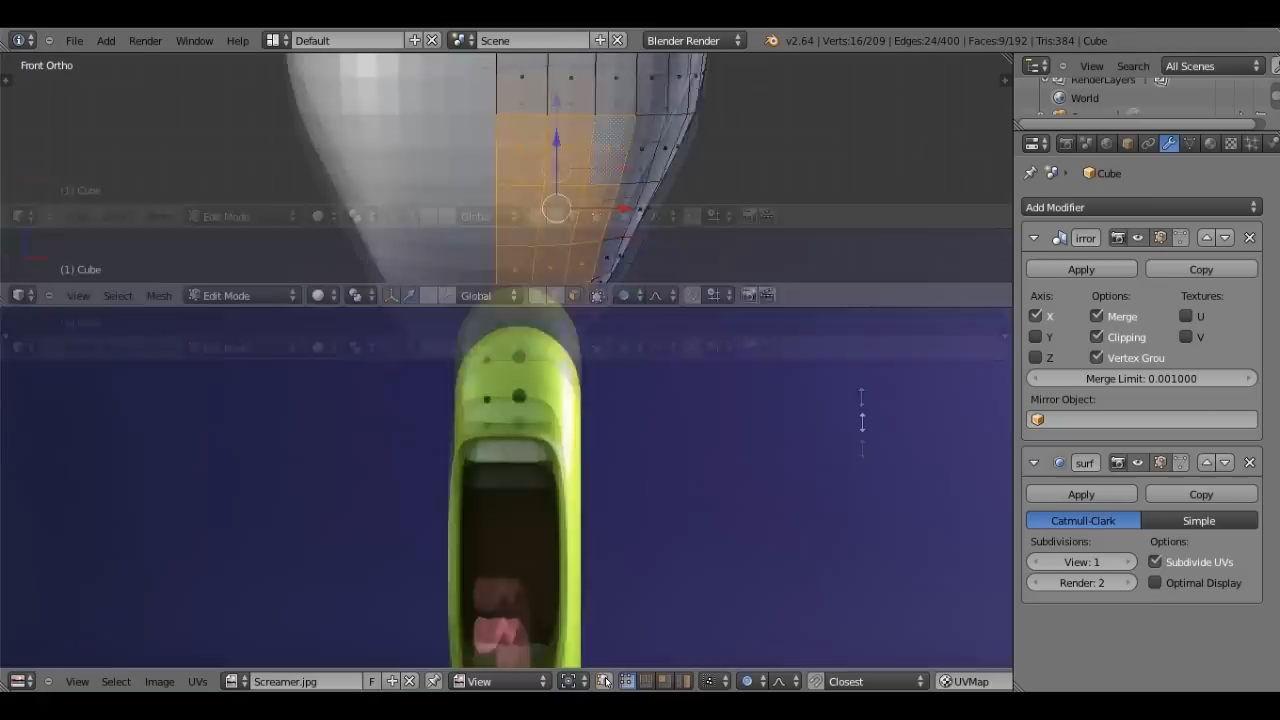 File Add Render Window Help Default Scene Blender Render v2.64 | Verts:16/209 | Edges:24/400 | Faces:9/192 | Tris:384 | Cube
Front Ortho
View Search All Scenes
RenderLayers
World
Cube
Add Modifier
irror
Apply Copy
Axis: Options: Textures:
X Merge U
Y Clipping V
Z Vertex Grou
Merge Limit: 0.001000
Mirror Object:
surf
Apply Copy
Catmull-Clark Simple
Subdivisions: Options:
View: 1 Subdivide UVs
Render: 2 Optimal Display
(1) Cube
Edit Mode Global
(1) Cube
View Select Mesh Edit Mode Global
View Select Image UVs Screamer.jpg F View Closest UVMap